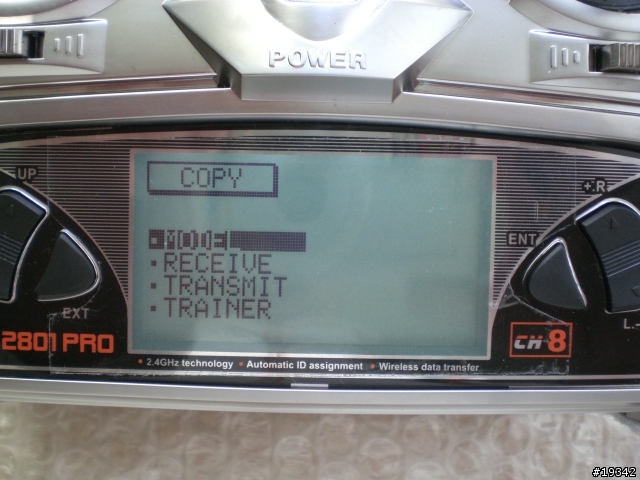 POWER
UP
+.R
COPY
MODE
ENT
RECEIVE
TRANSMIT
TRAINER
EXT
L.
2801 PRO
CH 8
• 2.4GHz technology • Automatic ID assignment • Wireless data transfer
#19342